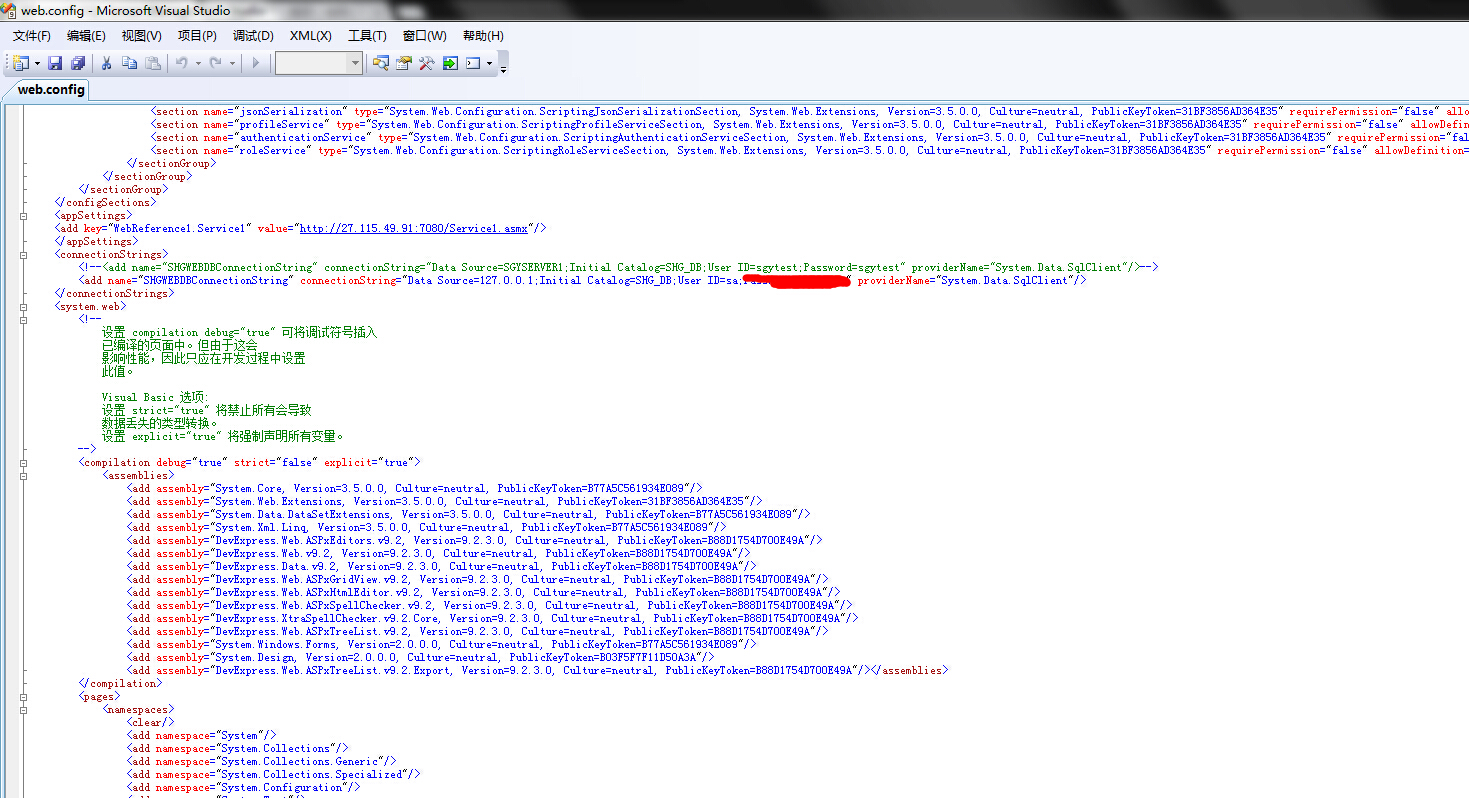 web.config - Microsoft Visual Studio
文件(F) 编辑(E) 视图(V) 项目(P) 调试(D) XML(X) 工具(T) 窗口(W) 帮助(H)
web.config
<section name="jsonSerialization" type="System.Web.Configuration.ScriptingJsonSerializationSection, System.Web.Extensions, Version=3.5.0.0, Culture=neutral, PublicKeyToken=31BF3856AD364E35" requirePermission="false" allo
<section name="profileService" type="System.Web.Configuration.ScriptingProfileServiceSection, System.Web.Extensions, Version=3.5.0.0, Culture=neutral, PublicKeyToken=31BF3856AD364E35" requirePermission="false" allowDefini
<section name="authenticationService" type="System.Web.Configuration.ScriptingAuthenticationServiceSection, System.Web.Extensions, Version=3.5.0.0, Culture=neutral, PublicKeyToken=31BF3856AD364E35" requirePermission="fal
<section name="roleService" type="System.Web.Configuration.ScriptingRoleServiceSection, System.Web.Extensions, Version=3.5.0.0, Culture=neutral, PublicKeyToken=31BF3856AD364E35" requirePermission="false" allowDefinition=
</sectionGroup>
</sectionGroup>
</sectionGroup>
</configSections>
<appSettings>
<add key="WebReference1.Service1" value="http://27.115.49.91:7080/Service1.asmx"/>
</appSettings>
<connectionStrings>
<!--<add name="SHGWEBDBConnectionString" connectionString="Data Source=SGYSERVER1;Initial Catalog=SHG_DB;User ID=sgytest;Password=sgytest" providerName="System.Data.SqlClient"/>-->
<add name="SHGWEBDBConnectionString" connectionString="Data Source=127.0.0.1;Initial Catalog=SHG_DB;User ID=sa; " providerName="System.Data.SqlClient"/>
</connectionStrings>
<system.web>
<!--
设置 compilation debug="true" 可将调试符号插入
已编译的页面中。但由于这会
影响性能，因此只应在开发过程中设置
此值。
Visual Basic 选项:
设置 strict="true" 将禁止所有会导致
数据丢失的类型转换。
设置 explicit="true" 将强制声明所有变量。
-->
<compilation debug="true" strict="false" explicit="true">
<assemblies>
<add assembly="System.Core, Version=3.5.0.0, Culture=neutral, PublicKeyToken=B77A5C561934E089"/>
<add assembly="System.Web.Extensions, Version=3.5.0.0, Culture=neutral, PublicKeyToken=31BF3856AD364E35"/>
<add assembly="System.Data.DataSetExtensions, Version=3.5.0.0, Culture=neutral, PublicKeyToken=B77A5C561934E089"/>
<add assembly="System.Xml.Linq, Version=3.5.0.0, Culture=neutral, PublicKeyToken=B77A5C561934E089"/>
<add assembly="DevExpress.Web.ASPxEditors.v9.2, Version=9.2.3.0, Culture=neutral, PublicKeyToken=B88D1754D700E49A"/>
<add assembly="DevExpress.Web.v9.2, Version=9.2.3.0, Culture=neutral, PublicKeyToken=B88D1754D700E49A"/>
<add assembly="DevExpress.Data.v9.2, Version=9.2.3.0, Culture=neutral, PublicKeyToken=B88D1754D700E49A"/>
<add assembly="DevExpress.Web.ASPxGridView.v9.2, Version=9.2.3.0, Culture=neutral, PublicKeyToken=B88D1754D700E49A"/>
<add assembly="DevExpress.Web.ASPxHtmlEditor.v9.2, Version=9.2.3.0, Culture=neutral, PublicKeyToken=B88D1754D700E49A"/>
<add assembly="DevExpress.Web.ASPxSpellChecker.v9.2, Version=9.2.3.0, Culture=neutral, PublicKeyToken=B88D1754D700E49A"/>
<add assembly="DevExpress.XtraSpellChecker.v9.2.Core, Version=9.2.3.0, Culture=neutral, PublicKeyToken=B88D1754D700E49A"/>
<add assembly="DevExpress.Web.ASPxTreeList.v9.2, Version=9.2.3.0, Culture=neutral, PublicKeyToken=B88D1754D700E49A"/>
<add assembly="System.Windows.Forms, Version=2.0.0.0, Culture=neutral, PublicKeyToken=B77A5C561934E089"/>
<add assembly="System.Design, Version=2.0.0.0, Culture=neutral, PublicKeyToken=B03F5F7F11D50A3A"/>
<add assembly="DevExpress.Web.ASPxTreeList.v9.2.Export, Version=9.2.3.0, Culture=neutral, PublicKeyToken=B88D1754D700E49A"/></assemblies>
</compilation>
<pages>
<namespaces>
<clear/>
<add namespace="System"/>
<add namespace="System.Collections"/>
<add namespace="System.Collections.Generic"/>
<add namespace="System.Collections.Specialized"/>
<add namespace="System.Configuration"/>